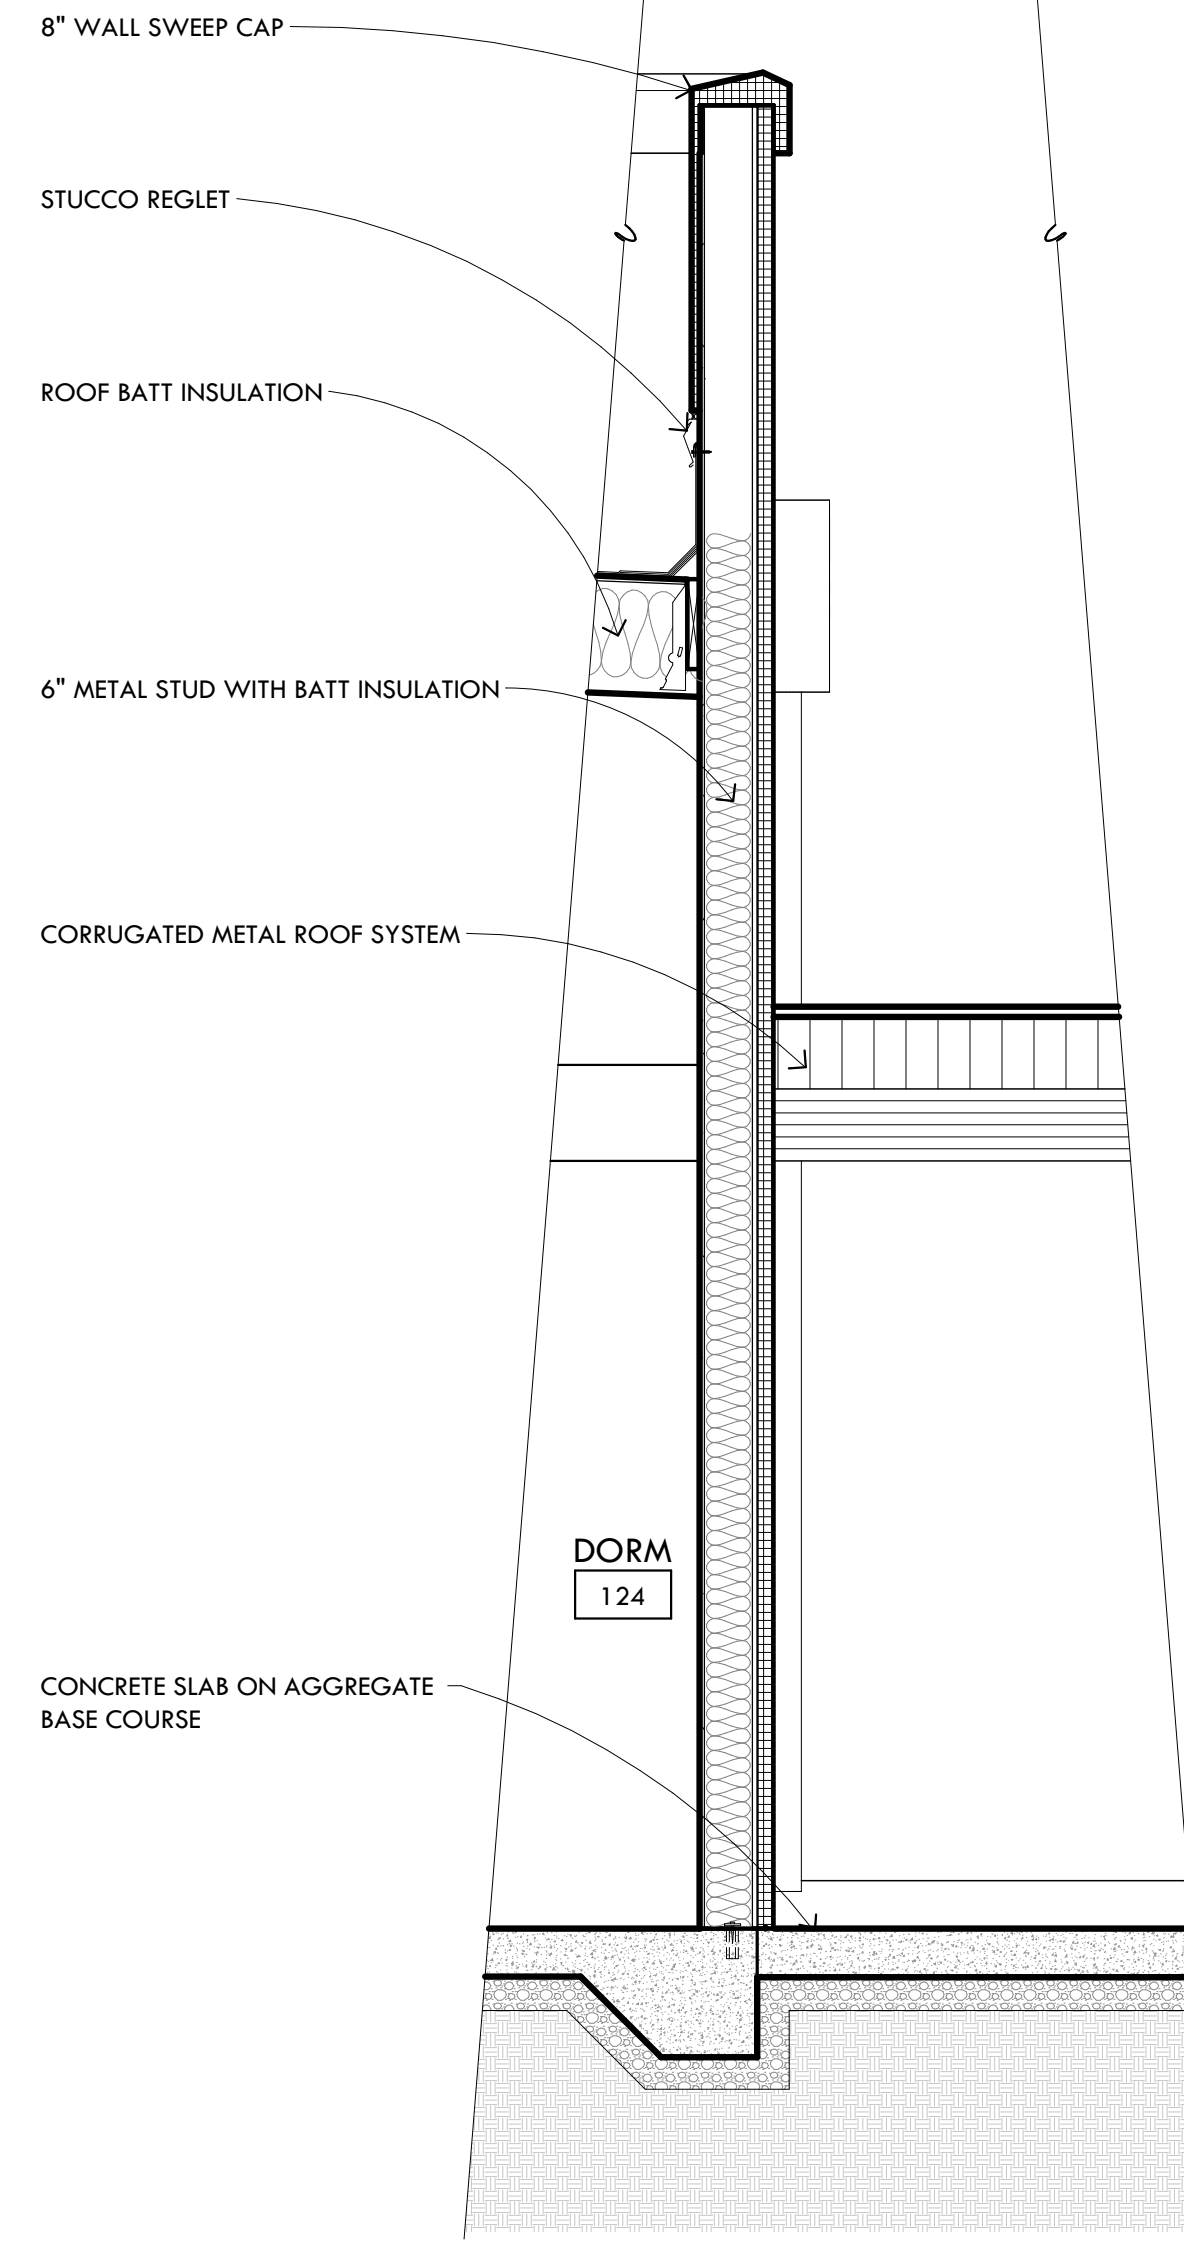 8" WALL SWEEP CAP
STUCCO REGLET
ROOF BATT INSULATION
6" METAL STUD WITH BATT INSULATION
CORRUGATED METAL ROOF SYSTEM
DORM
124
CONCRETE SLAB ON AGGREGATE
BASE COURSE